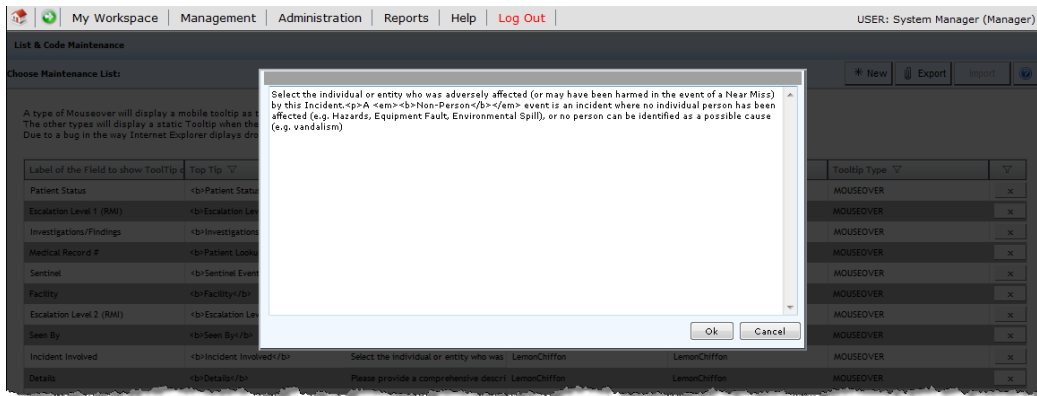 My Workspace Management Administration Reports Help Log Out USER: System Manager (Manager)
List & Code Maintenance
Choose Maintenance List: New Export Import
Select the individual or entity who was adversely affected (or may have been harmed in the event of a Near Miss)
by this Incident.<p>A <em><b>Non-Person</b></em> event is an incident where no individual person has been
affected (e.g. Hazards, Equipment Fault, Environmental Spill), or no person can be identified as a possible cause
(e.g. vandalism)
A type of Mouseover will display a mobile tooltip as t
The other types will display a static Tooltip when the
Due to a bug in the way Internet Explorer diplays dro
Label of the Field to show ToolTip o Top Tip Tooltip Type
Patient Status <b>Patient Statu MOUSEOVER x
Escalation Level 1 (RMI) <b>Escalation Lev MOUSEOVER x
Investigations/Findings <b>Investigations MOUSEOVER x
Medical Record # <b>Patient Looku MOUSEOVER x
Sentinel <b>Sentinel Event MOUSEOVER x
Facility <b>Facility</b> MOUSEOVER x
Escalation Level 2 (RMI) <b>Escalation Lev MOUSEOVER x
Seen By <b>Seen By</b> MOUSEOVER x
Ok Cancel
Incident Involved <b>Incident Involved</b> Select the individual or entity who was LemonChiffon LemonChiffon MOUSEOVER x
Details <b>Details</b> Please provide a comprehensive descri LemonChiffon LemonChiffon MOUSEOVER x